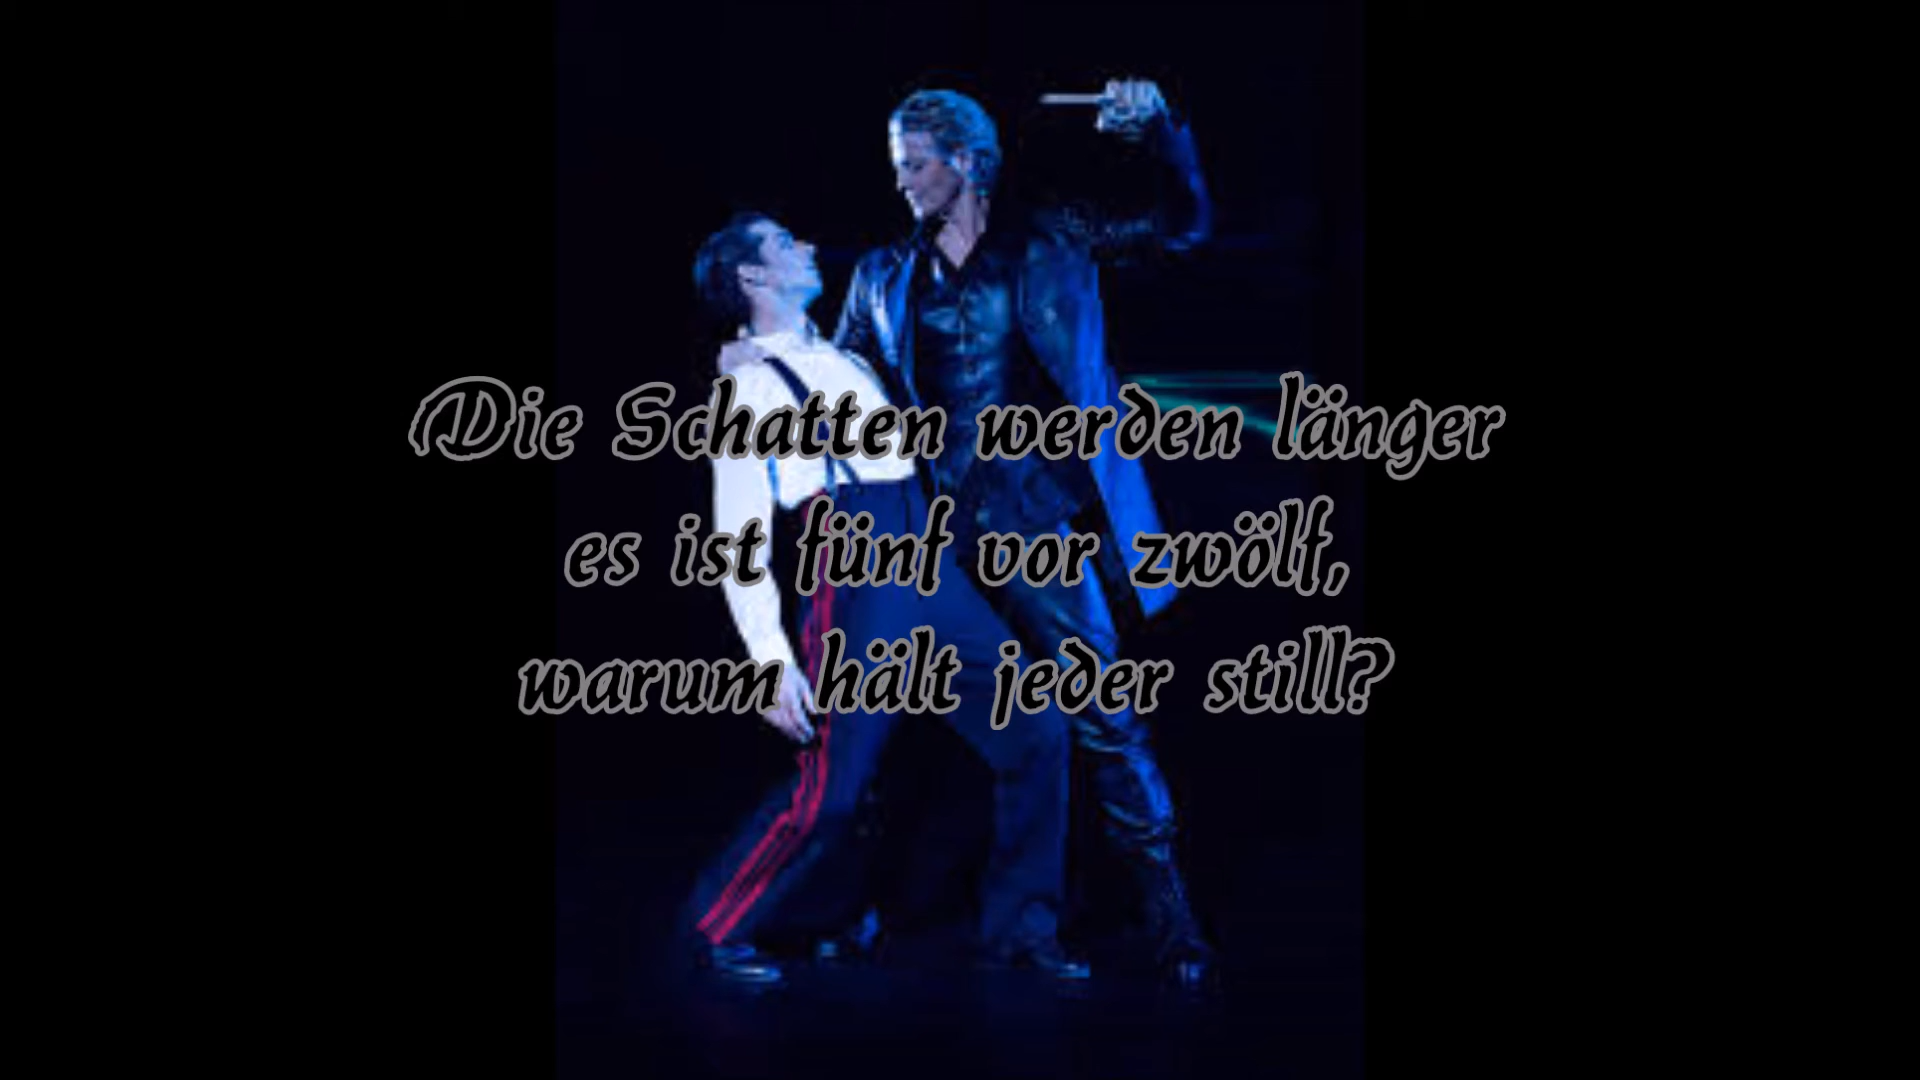 Die Schatten werden länger
es ist fünf vor zwölf,
warum hält jeder still?